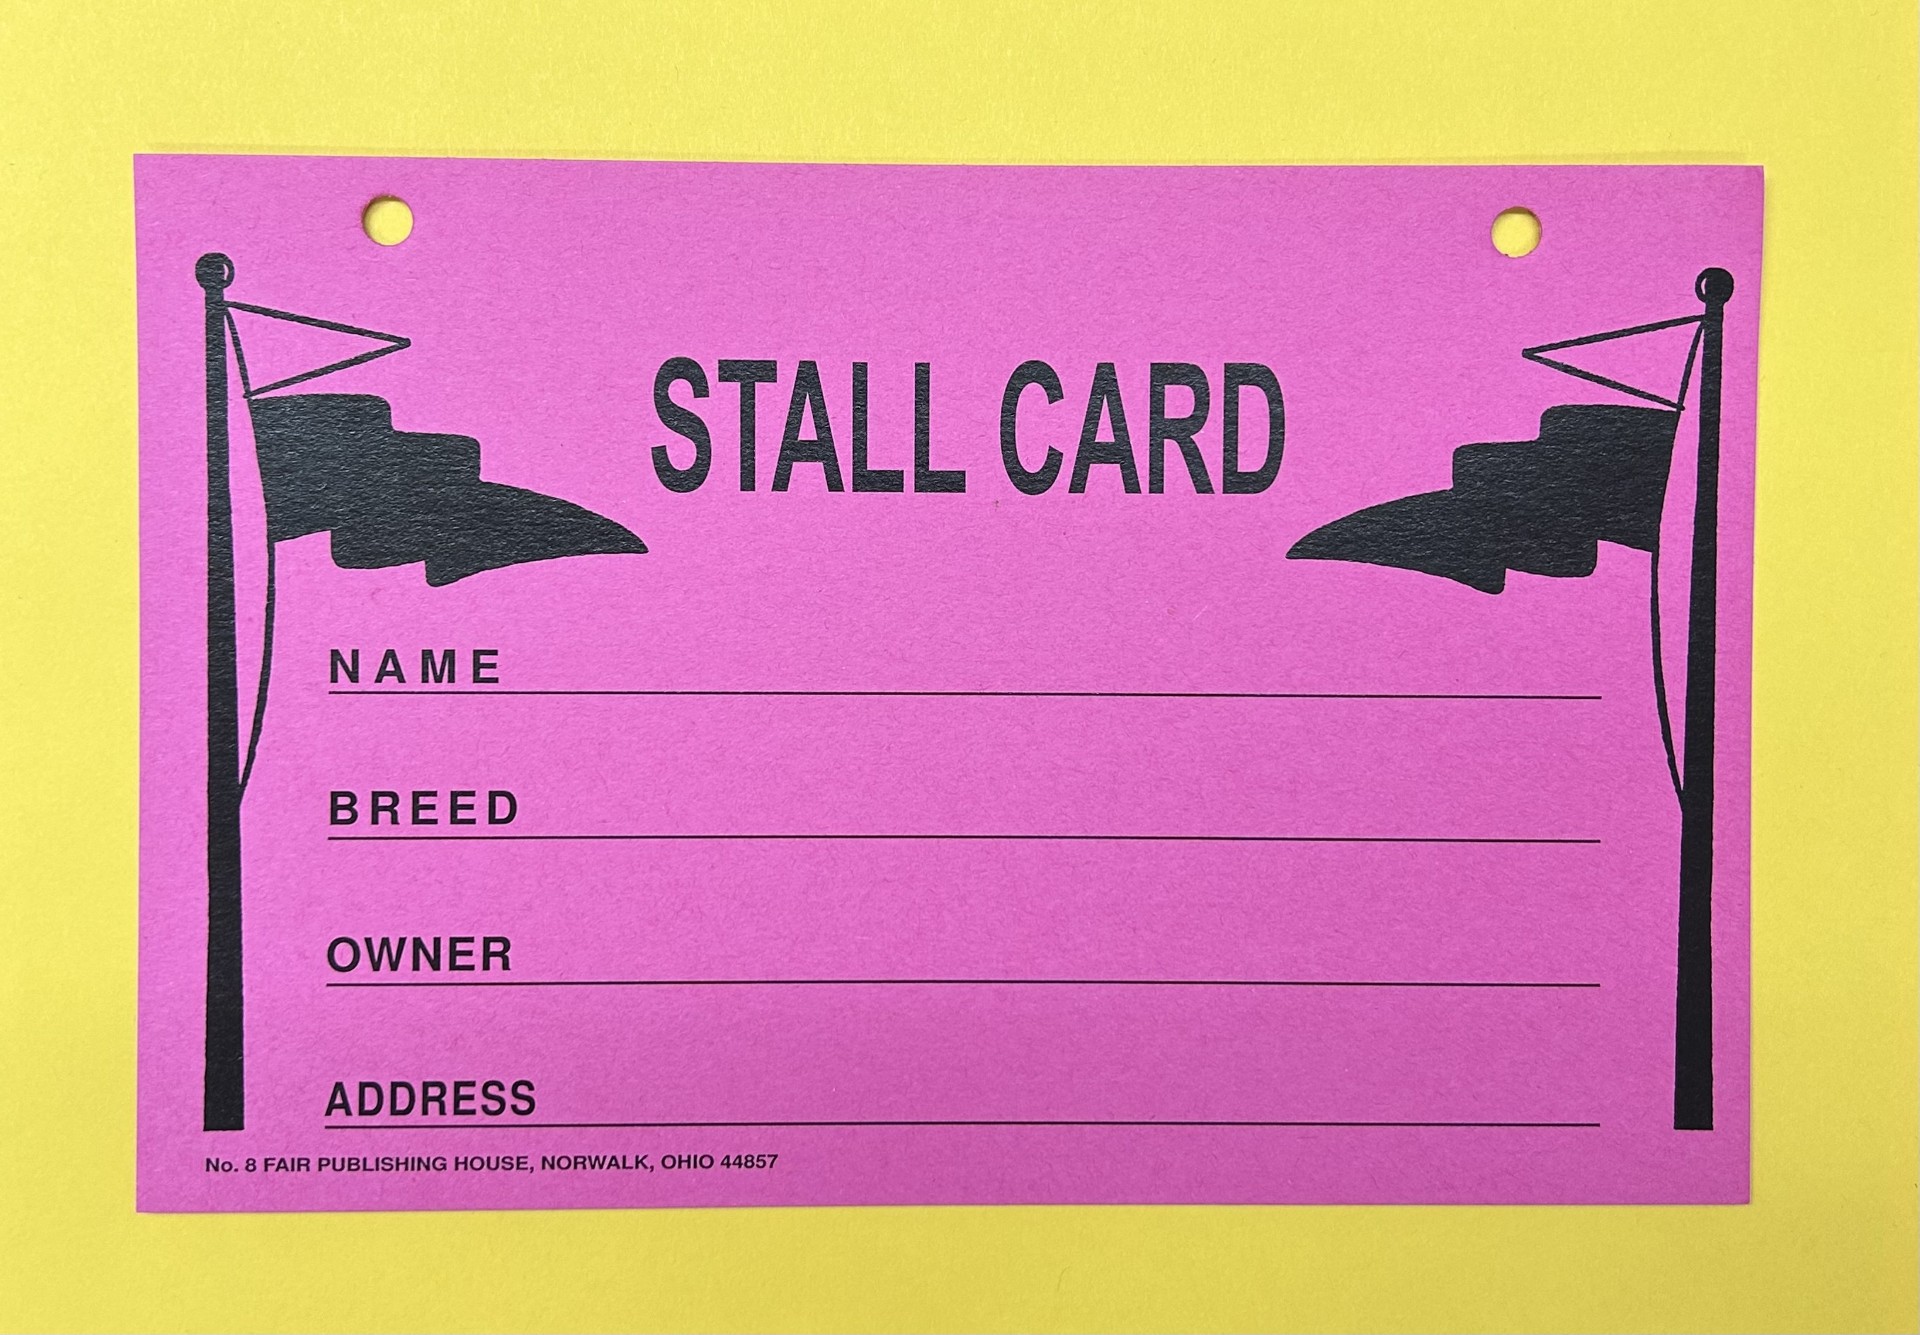 STALL CARD
NAME
BREED
OWNER
ADDRESS
No. 8 FAIR PUBLISHING HOUSE, NORWALK, OHIO 44857